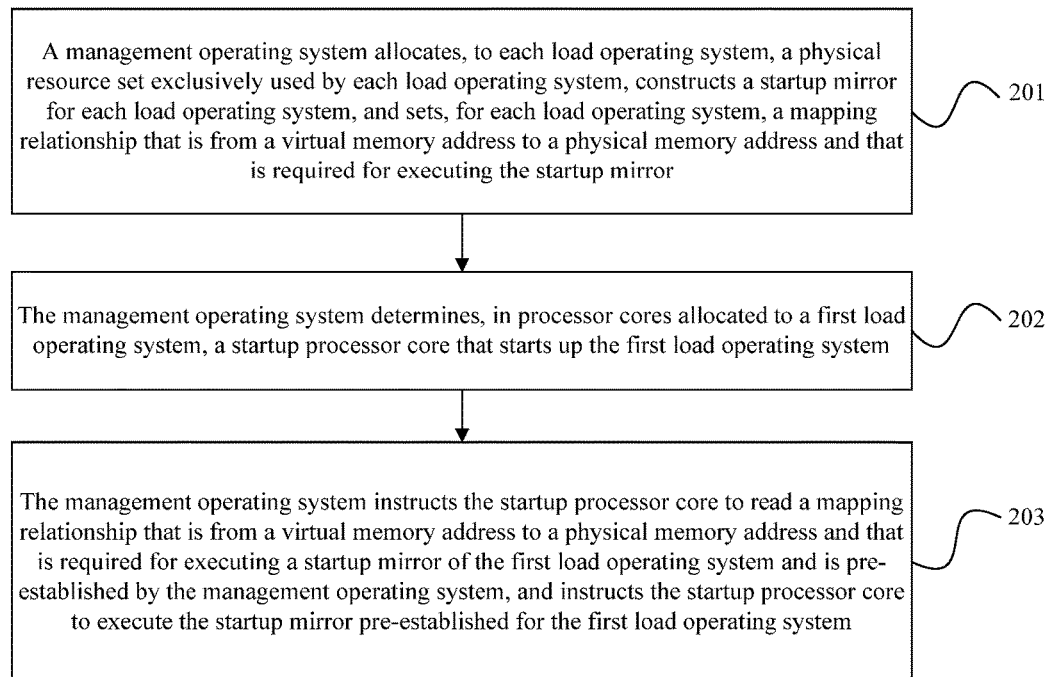 A management operating system allocates, to each load operating system, a physical
resource set exclusively used by each load operating system, constructs a startup mirror
for each load operating system, and sets, for each load operating system, a mapping
relationship that is from a virtual memory address to a physical memory address and that
is required for executing the startup mirror
201
The management operating system determines, in processor cores allocated to a first load
operating system, a startup processor core that starts up the first load operating system
202
The management operating system instructs the startup processor core to read a mapping
relationship that is from a virtual memory address to a physical memory address and that
is required for executing a startup mirror of the first load operating system and is pre-
established by the management operating system, and instructs the startup processor core
to execute the startup mirror pre-established for the first load operating system
203